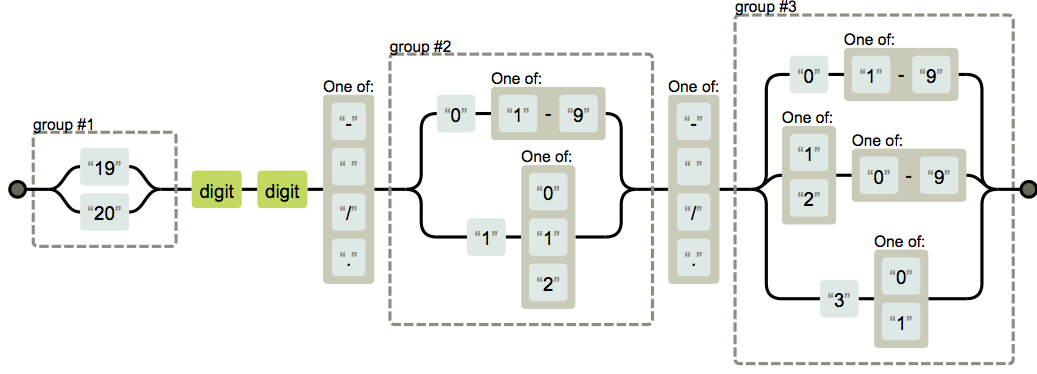 group #1
“19”
“20”
digit
digit
One of:
“-”
“ ”
“/”
“.”
group #2
“0”
One of:
“1” - “9”
“1”
One of:
“0”
“1”
“2”
One of:
“-”
“ ”
“/”
“.”
group #3
“0”
One of:
“1” - “9”
One of:
“1”
“2”
One of:
“0” - “9”
“3”
One of:
“0”
“1”